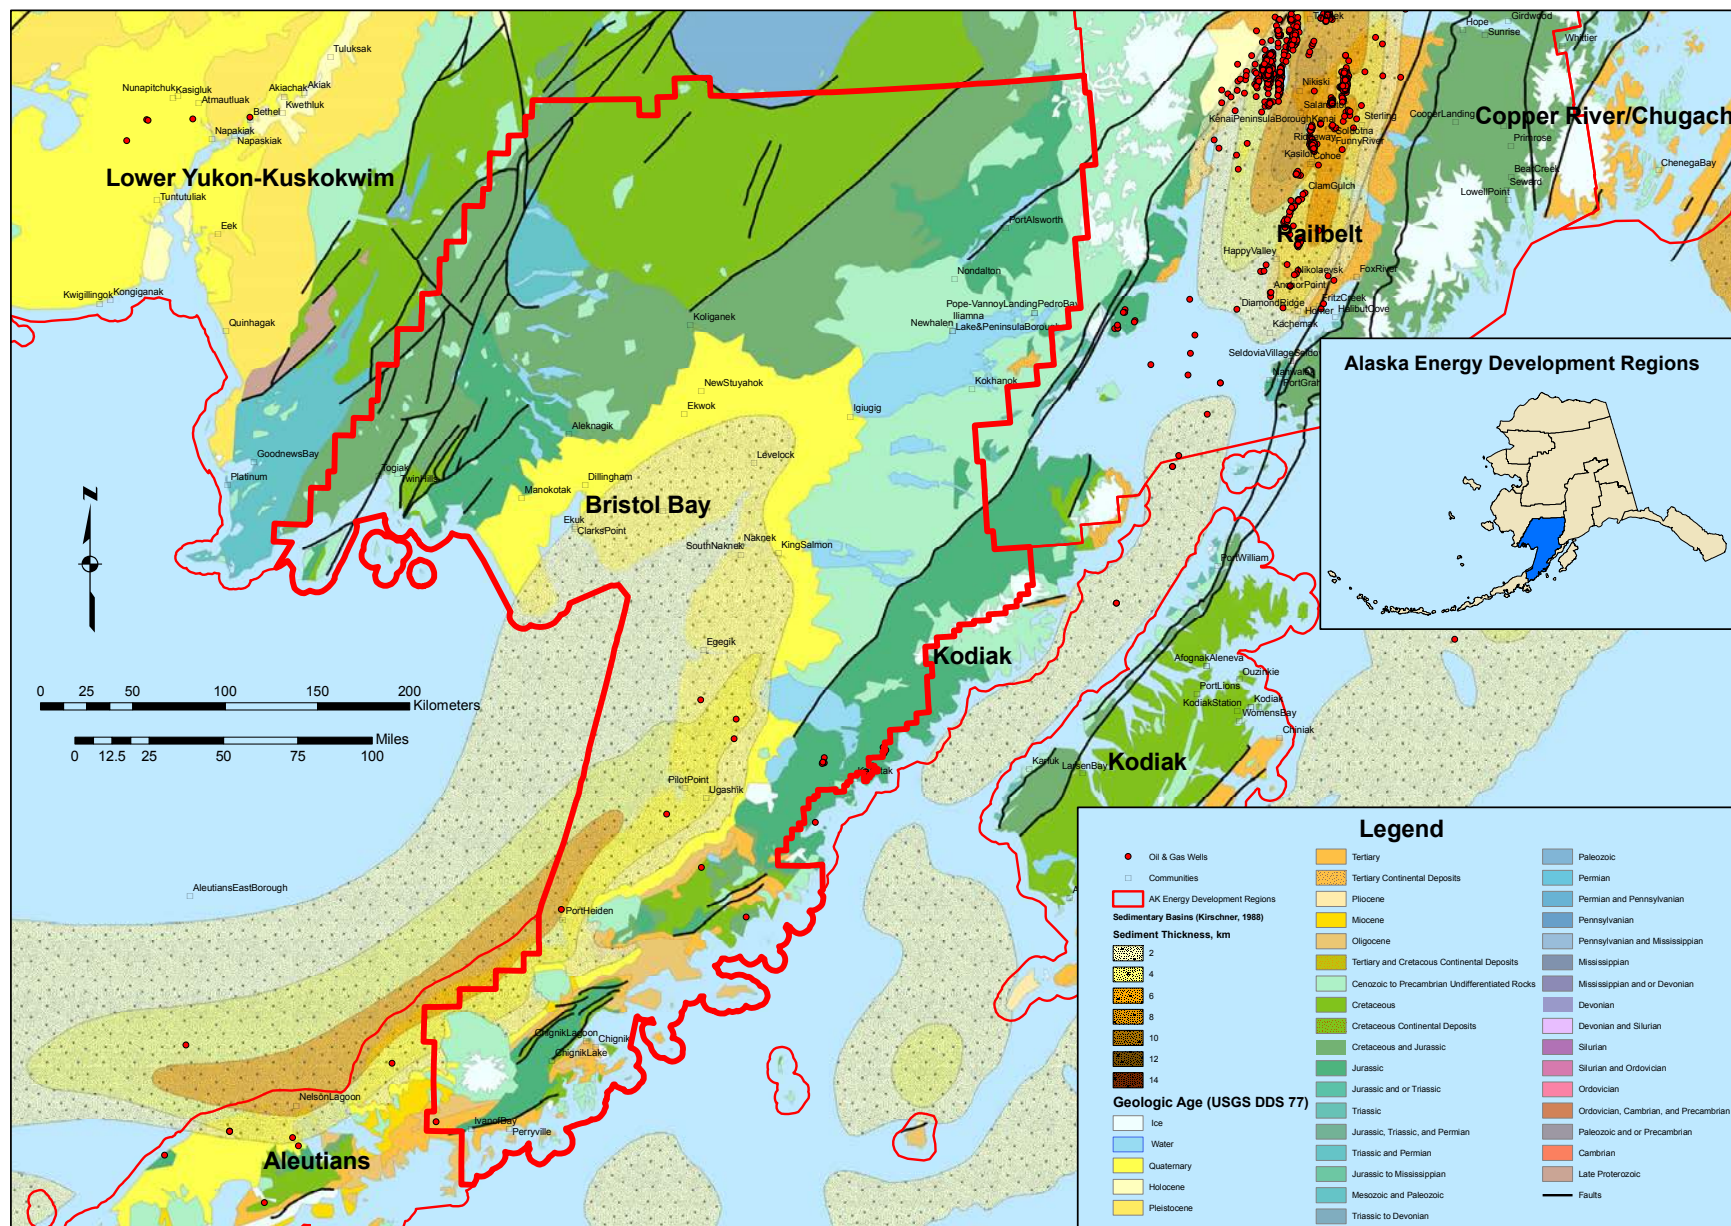 Tuluksak
Nunapitchuk
Kasigluk
Atmautluak
Akiachak
Akiak
Kwethluk
Bethel
Napakiak
Napaskiak
Lower Yukon-Kuskokwim
Tuntutuliak
Eek
Kwigillingok
Kongiganak
Quinhagak
GoodnewsBay
Platinum
Togiak
TwinHills
Manokotak
Aleknagik
Dillingham
Ekuk
ClarksPoint
Bristol Bay
Koliganek
NewStuyahok
Ekwok
Levelock
Igiugig
SouthNaknek
Naknek
KingSalmon
Egegik
PilotPoint
Ugashik
PortHeiden
PortAlsworth
Nondalton
Pope-VannoyLanding
PedroBay
Iliamna
Newhalen
Lake&PeninsulaBorough
Kokhanok
Nikiski
KenaiPeninsulaBorough
Kenai
Sterling
Soldotna
Ridgeway
FunnyRiver
Kasilof
Cohoe
ClamGulch
Railbelt
HappyValley
Nikolaevsk
FoxRiver
AnchorPoint
DiamondRidge
FritzCreek
Homer
HalibutCove
Kachemak
SeldoviaVillage
Hope
Sunrise
Girdwood
Whittier
CooperLanding
Copper River/Chugach
Primrose
BearCreek
Seward
LowellPoint
ChenegaBay
Alaska Energy Development Regions
PortWilliam
Kodiak
AfognakAleneva
Ouzinkie
PortLions
KodiakStation
Kodiak
WomensBay
Chiniak
Karluk
LarsenBay
Kodiak
N
0 25 50 100 150 200
Kilometers
Miles
0 12.5 25 50 75 100
AleutiansEastBorough
ChignikLagoon
Chignik
ChignikLake
NelsonLagoon
IvanofBay
Perryville
Aleutians
Legend
Oil & Gas Wells
Communities
AK Energy Development Regions
Sedimentary Basins (Kirschner, 1988)
Sediment Thickness, km
2
4
6
8
10
12
14
Geologic Age (USGS DDS 77)
Ice
Water
Quaternary
Holocene
Pleistocene
Tertiary
Tertiary Continental Deposits
Pliocene
Miocene
Oligocene
Tertiary and Cretacous Continental Deposits
Cenozoic to Precambrian Undifferentiated Rocks
Cretaceous
Cretaceous Continental Deposits
Cretaceous and Jurassic
Jurassic
Jurassic and or Triassic
Triassic
Jurassic, Triassic, and Permian
Triassic and Permian
Jurassic to Mississippian
Mesozoic and Paleozoic
Triassic to Devonian
Paleozoic
Permian
Permian and Pennsylvanian
Pennsylvanian
Pennsylvanian and Mississippian
Mississippian
Mississippian and or Devonian
Devonian
Devonian and Silurian
Silurian
Silurian and Ordovician
Ordovician
Ordovician, Cambrian, and Precambrian
Paleozoic and or Precambrian
Cambrian
Late Proterozoic
Faults